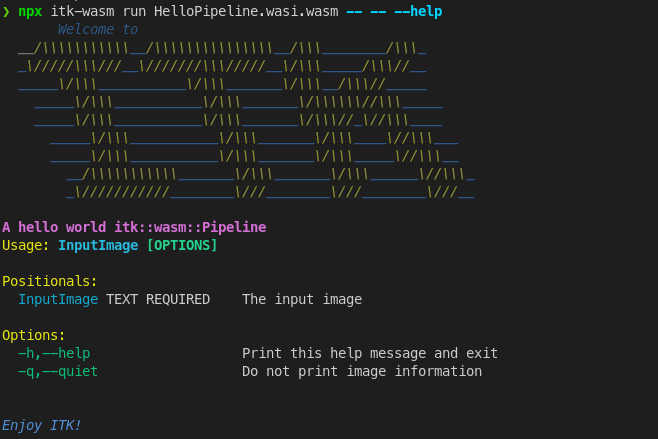 ❯ npx itk-wasm run HelloPipeline.wasi.wasm -- -- --help
Welcome to
__/\\\\\\\\\\\__/\\\\\\\\\\\\\\\__/\\\________/\\\_
_\/////\\\///__\///////\\\/////__\/\\\_____/\\\//__
_____\/\\\___________\/\\\_______\/\\\__/\\\//______
_____\/\\\___________\/\\\_______\/\\\\\\//\\\_____
_____\/\\\___________\/\\\_______\/\\\//_\//\\\____
_____\/\\\___________\/\\\_______\/\\\____\//\\\___
_____\/\\\___________\/\\\_______\/\\\_____\//\\\__
__/\\\\\\\\\\\_______\/\\\_______\/\\\______\//\\\_
_\///////////________\///________\///________\///__
A hello world itk::wasm::Pipeline
Usage: InputImage [OPTIONS]
Positionals:
InputImage TEXT REQUIRED    The input image
Options:
-h,--help                   Print this help message and exit
-q,--quiet                  Do not print image information
Enjoy ITK!